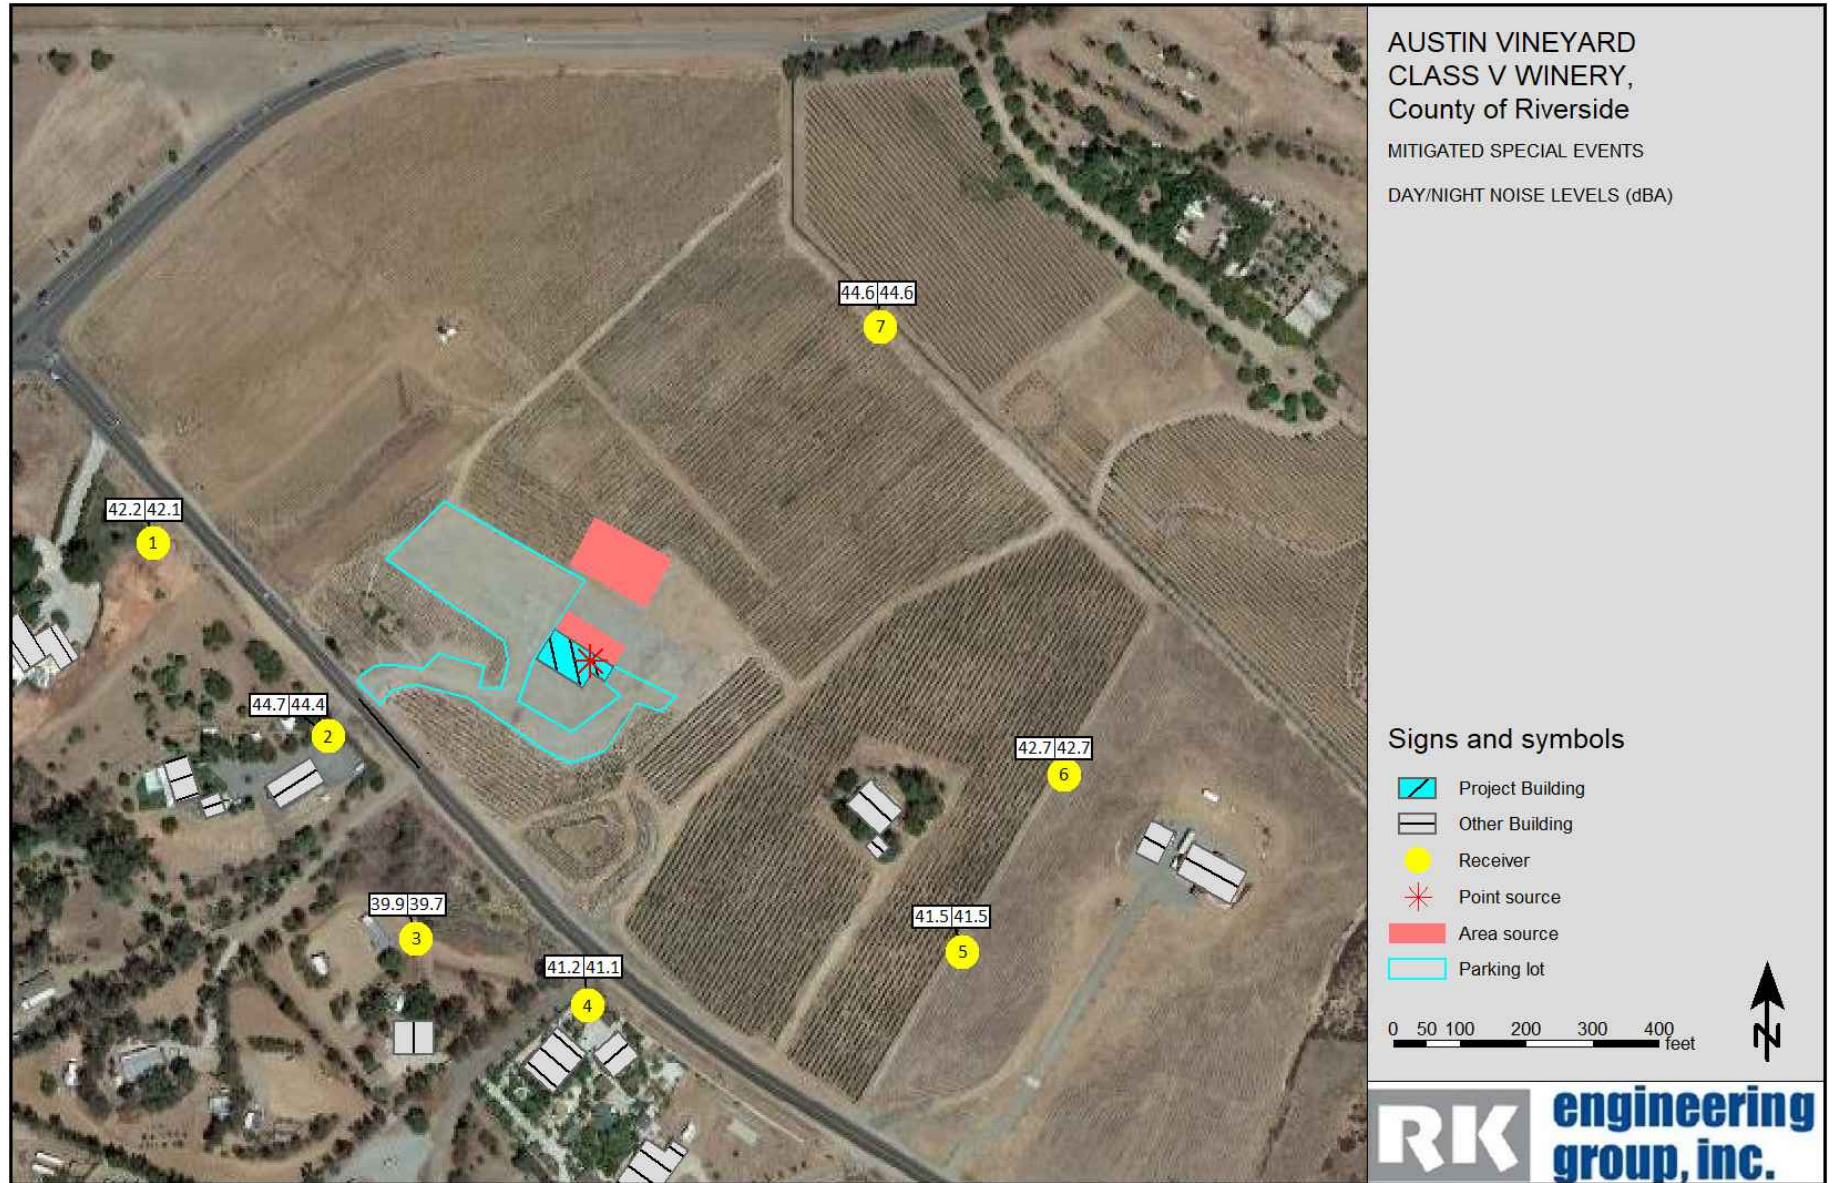 AUSTIN VINEYARD
CLASS V WINERY,
County of Riverside
MITIGATED SPECIAL EVENTS
DAY/NIGHT NOISE LEVELS (dBA)
44.6 44.6
7
42.2 42.1
1
44.7 44.4
2
42.7 42.7
6
39.9 39.7
3
41.5 41.5
5
41.2 41.1
4
Signs and symbols
Project Building
Other Building
Receiver
Point source
Area source
Parking lot
0 50 100 200 300 400
feet
N
RK engineering
group, inc.